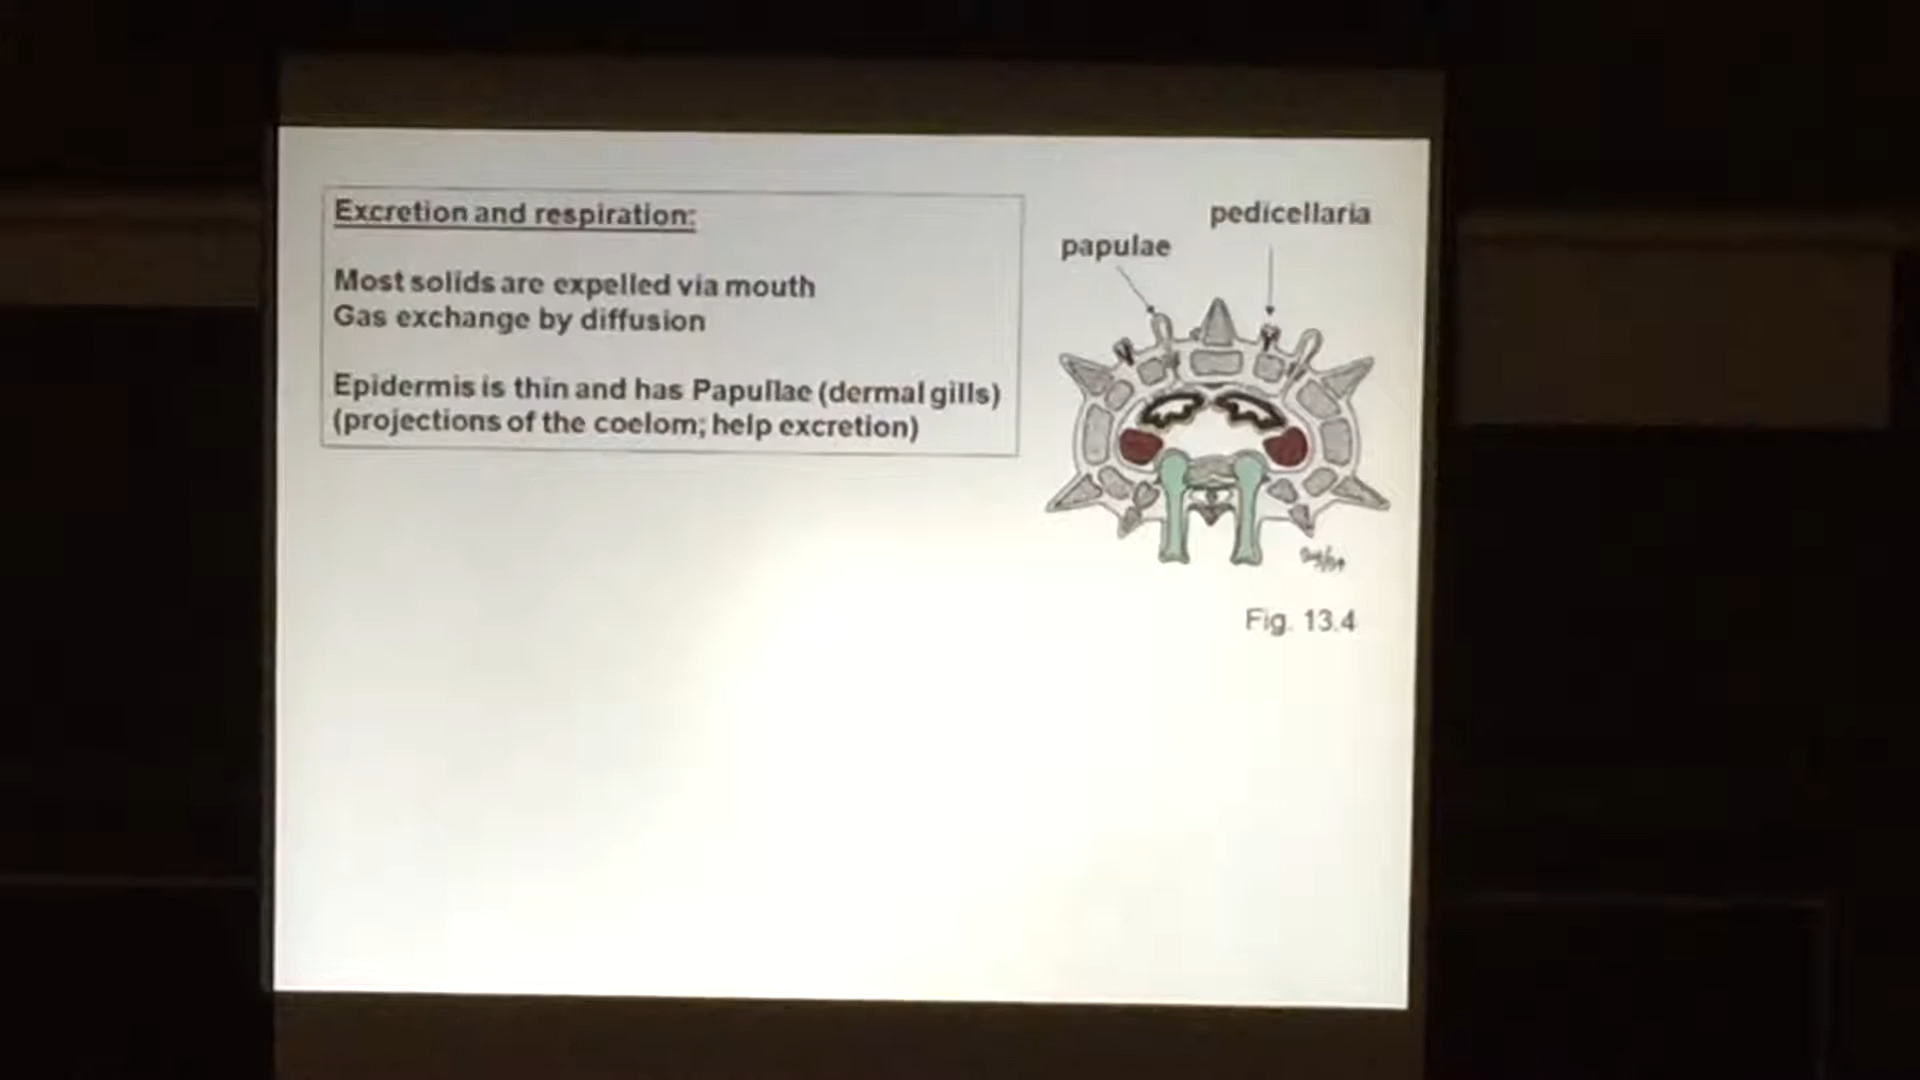 Excretion and respiration:
Most solids are expelled via mouth
Gas exchange by diffusion
Epidermis is thin and has Papullae (dermal gills)
(projections of the coelom; help excretion)
pedicellaria
papulae
Fig. 13.4